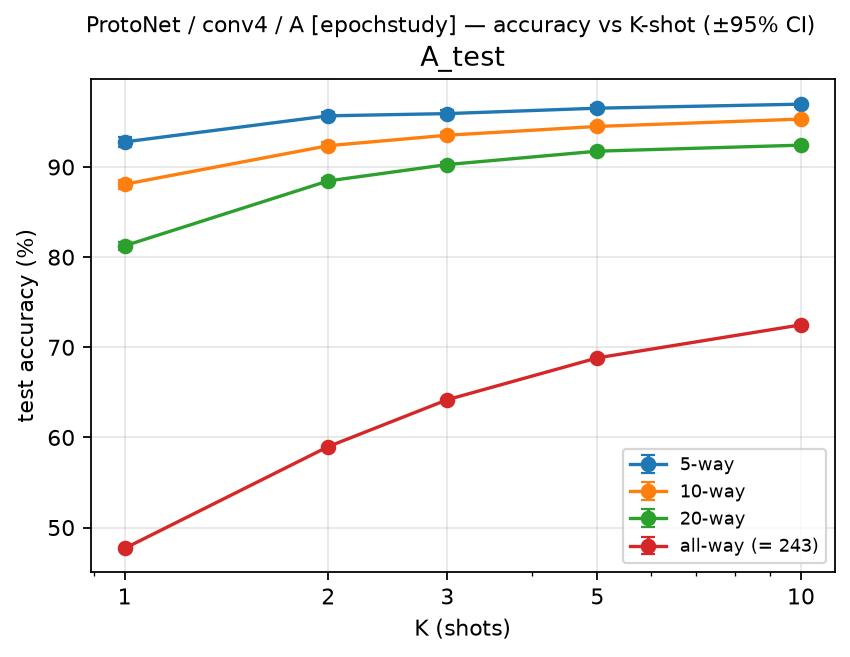 ProtoNet / conv4 / A [epochstudy] — accuracy vs K-shot (±95% CI)
A_test
test accuracy (%)
90
80
70
60
50
1
2
3
5
10
K (shots)
5-way
10-way
20-way
all-way (= 243)